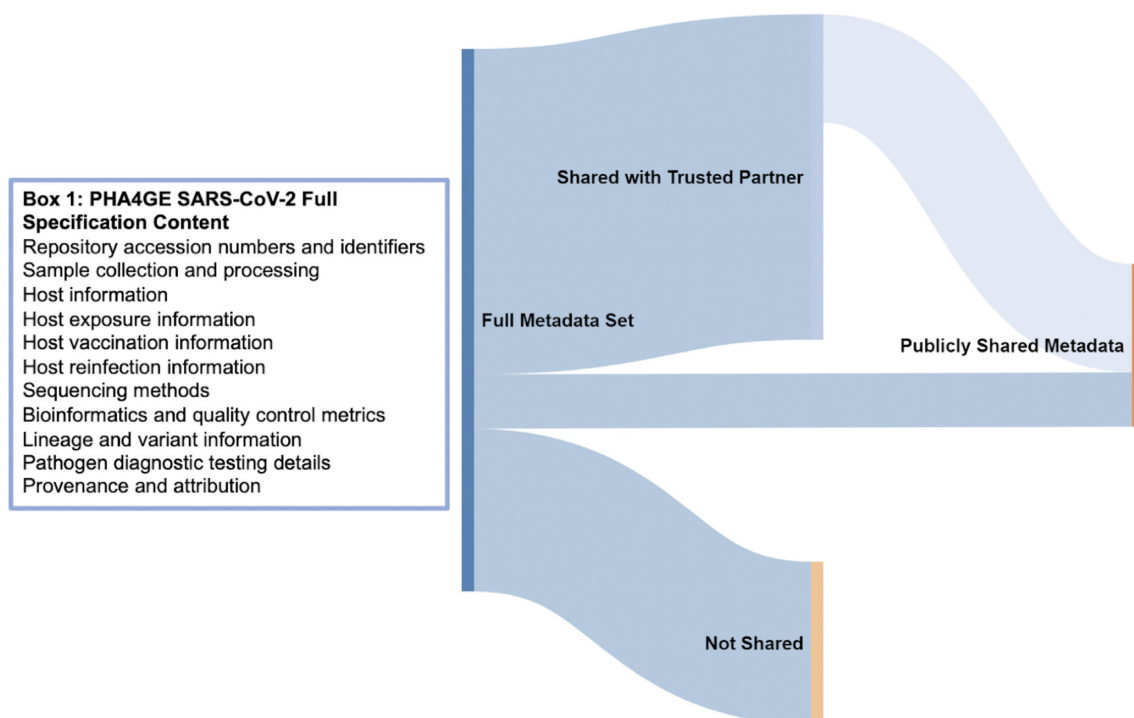 Box 1: PHA4GE SARS-CoV-2 Full
Specification Content
Repository accession numbers and identifiers
Sample collection and processing
Host information
Host exposure information
Host vaccination information
Host reinfection information
Sequencing methods
Bioinformatics and quality control metrics
Lineage and variant information
Pathogen diagnostic testing details
Provenance and attribution
Full Metadata Set
Shared with Trusted Partner
Publicly Shared Metadata
Not Shared